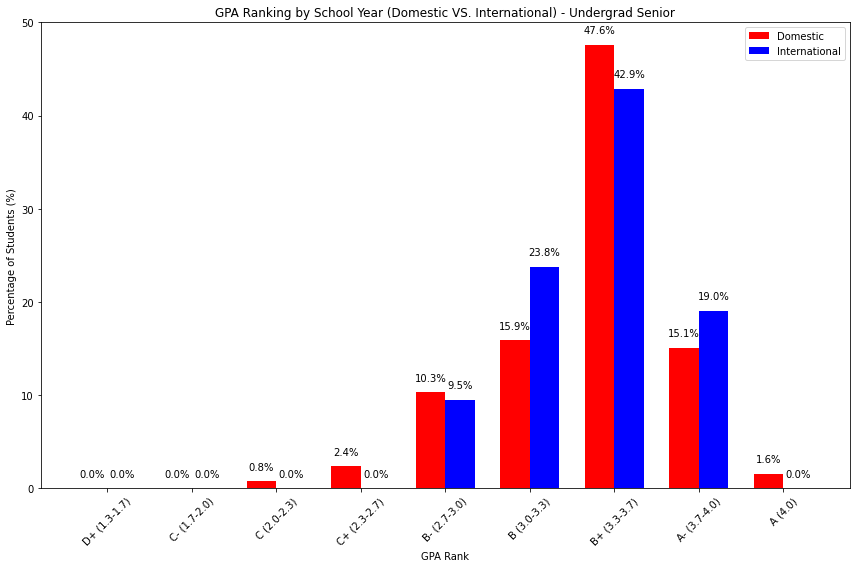 GPA Ranking by School Year (Domestic VS. International) - Undergrad Senior
Domestic
International
Percentage of Students (%)
50
40
30
20
10
0
0.0% 0.0%
0.0% 0.0%
0.8% 0.0%
2.4% 0.0%
10.3% 9.5%
15.9% 23.8%
47.6% 42.9%
15.1% 19.0%
1.6% 0.0%
D+ (1.3-1.7)
C- (1.7-2.0)
C (2.0-2.3)
C+ (2.3-2.7)
B- (2.7-3.0)
B (3.0-3.3)
B+ (3.3-3.7)
A- (3.7-4.0)
A (4.0)
GPA Rank